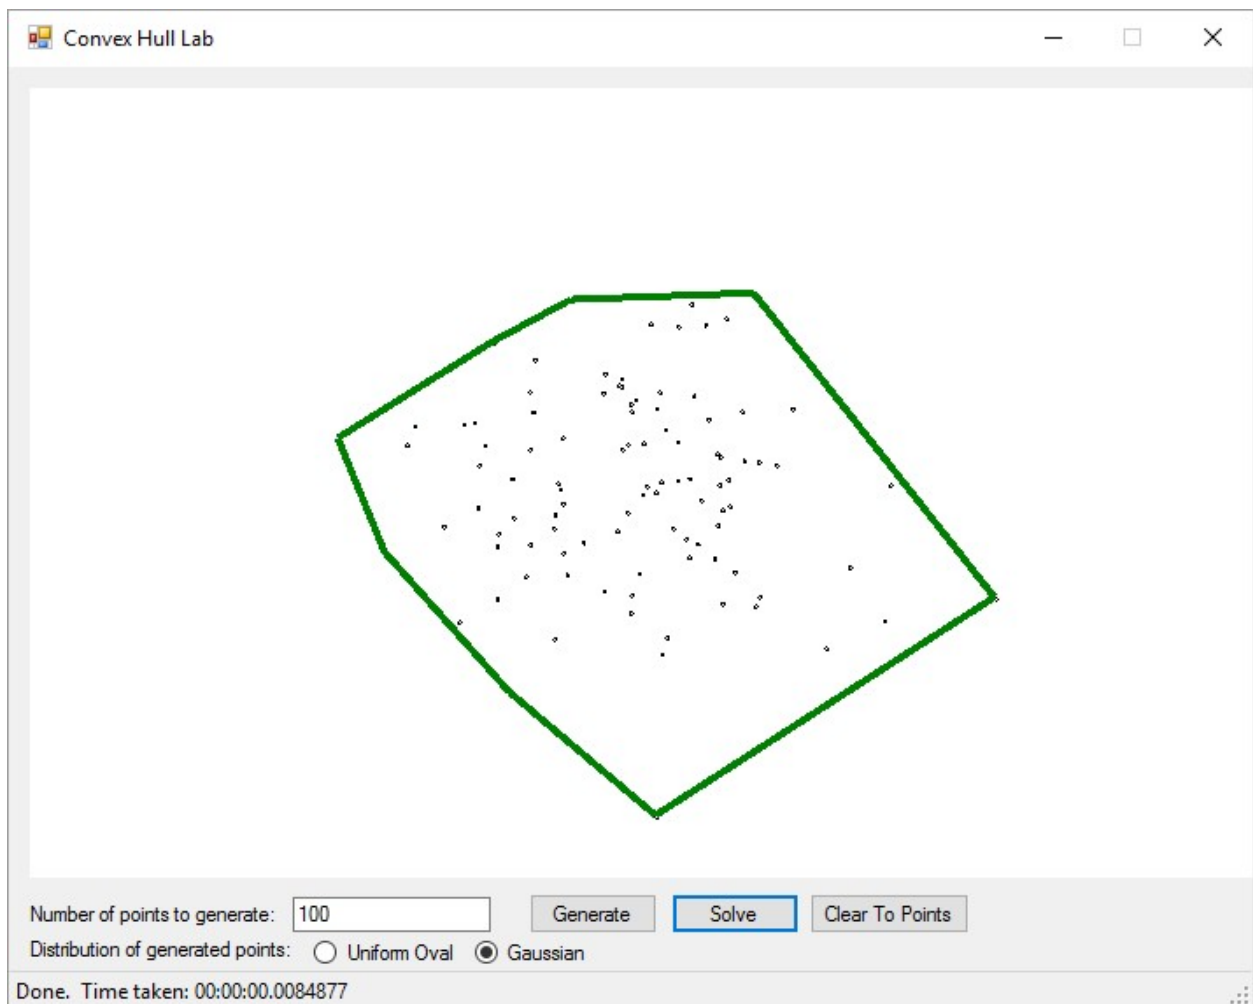 Convex Hull Lab
Number of points to generate: 100 Generate Solve Clear To Points
Distribution of generated points: Uniform Oval Gaussian
Done. Time taken: 00:00:00.0084877